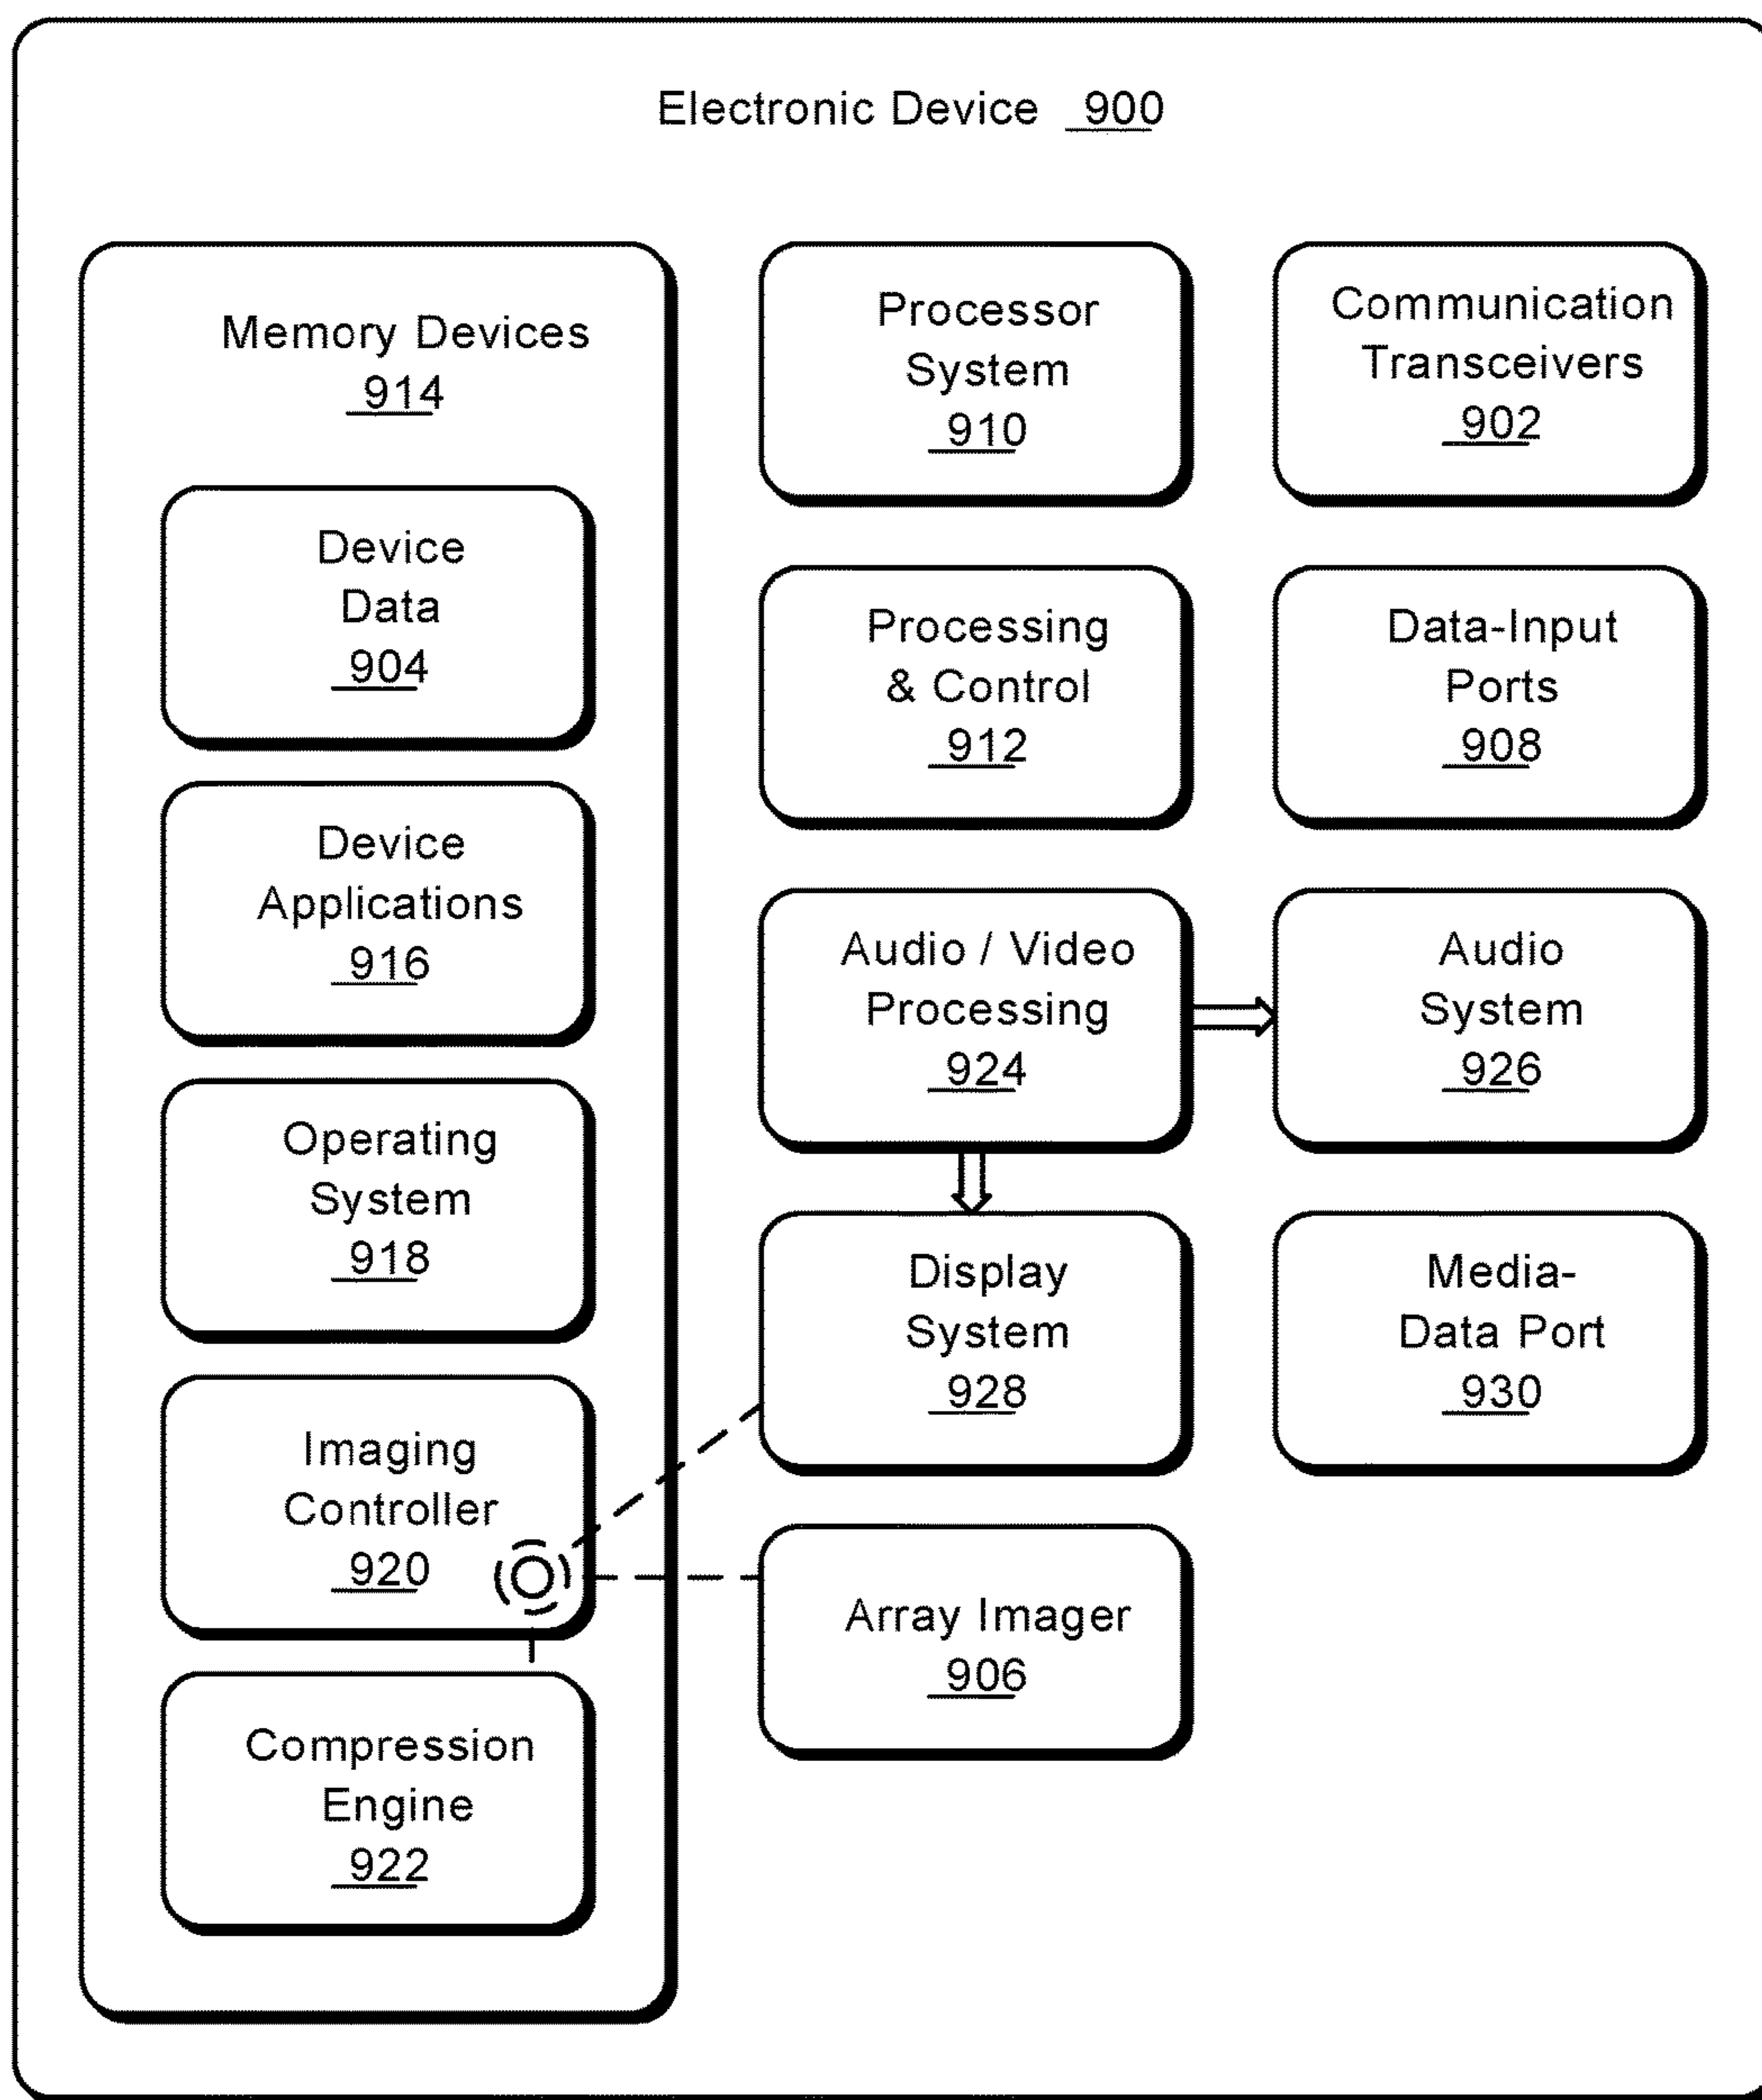 Electronic Device 900
Memory Devices
914
Device
Data
904
Device
Applications
916
Operating
System
918
Imaging
Controller
920
Compression
Engine
922
Processor
System
910
Communication
Transceivers
902
Processing
& Control
912
Data-Input
Ports
908
Audio / Video
Processing
924
Audio
System
926
Display
System
928
Media-
Data Port
930
Array Imager
906